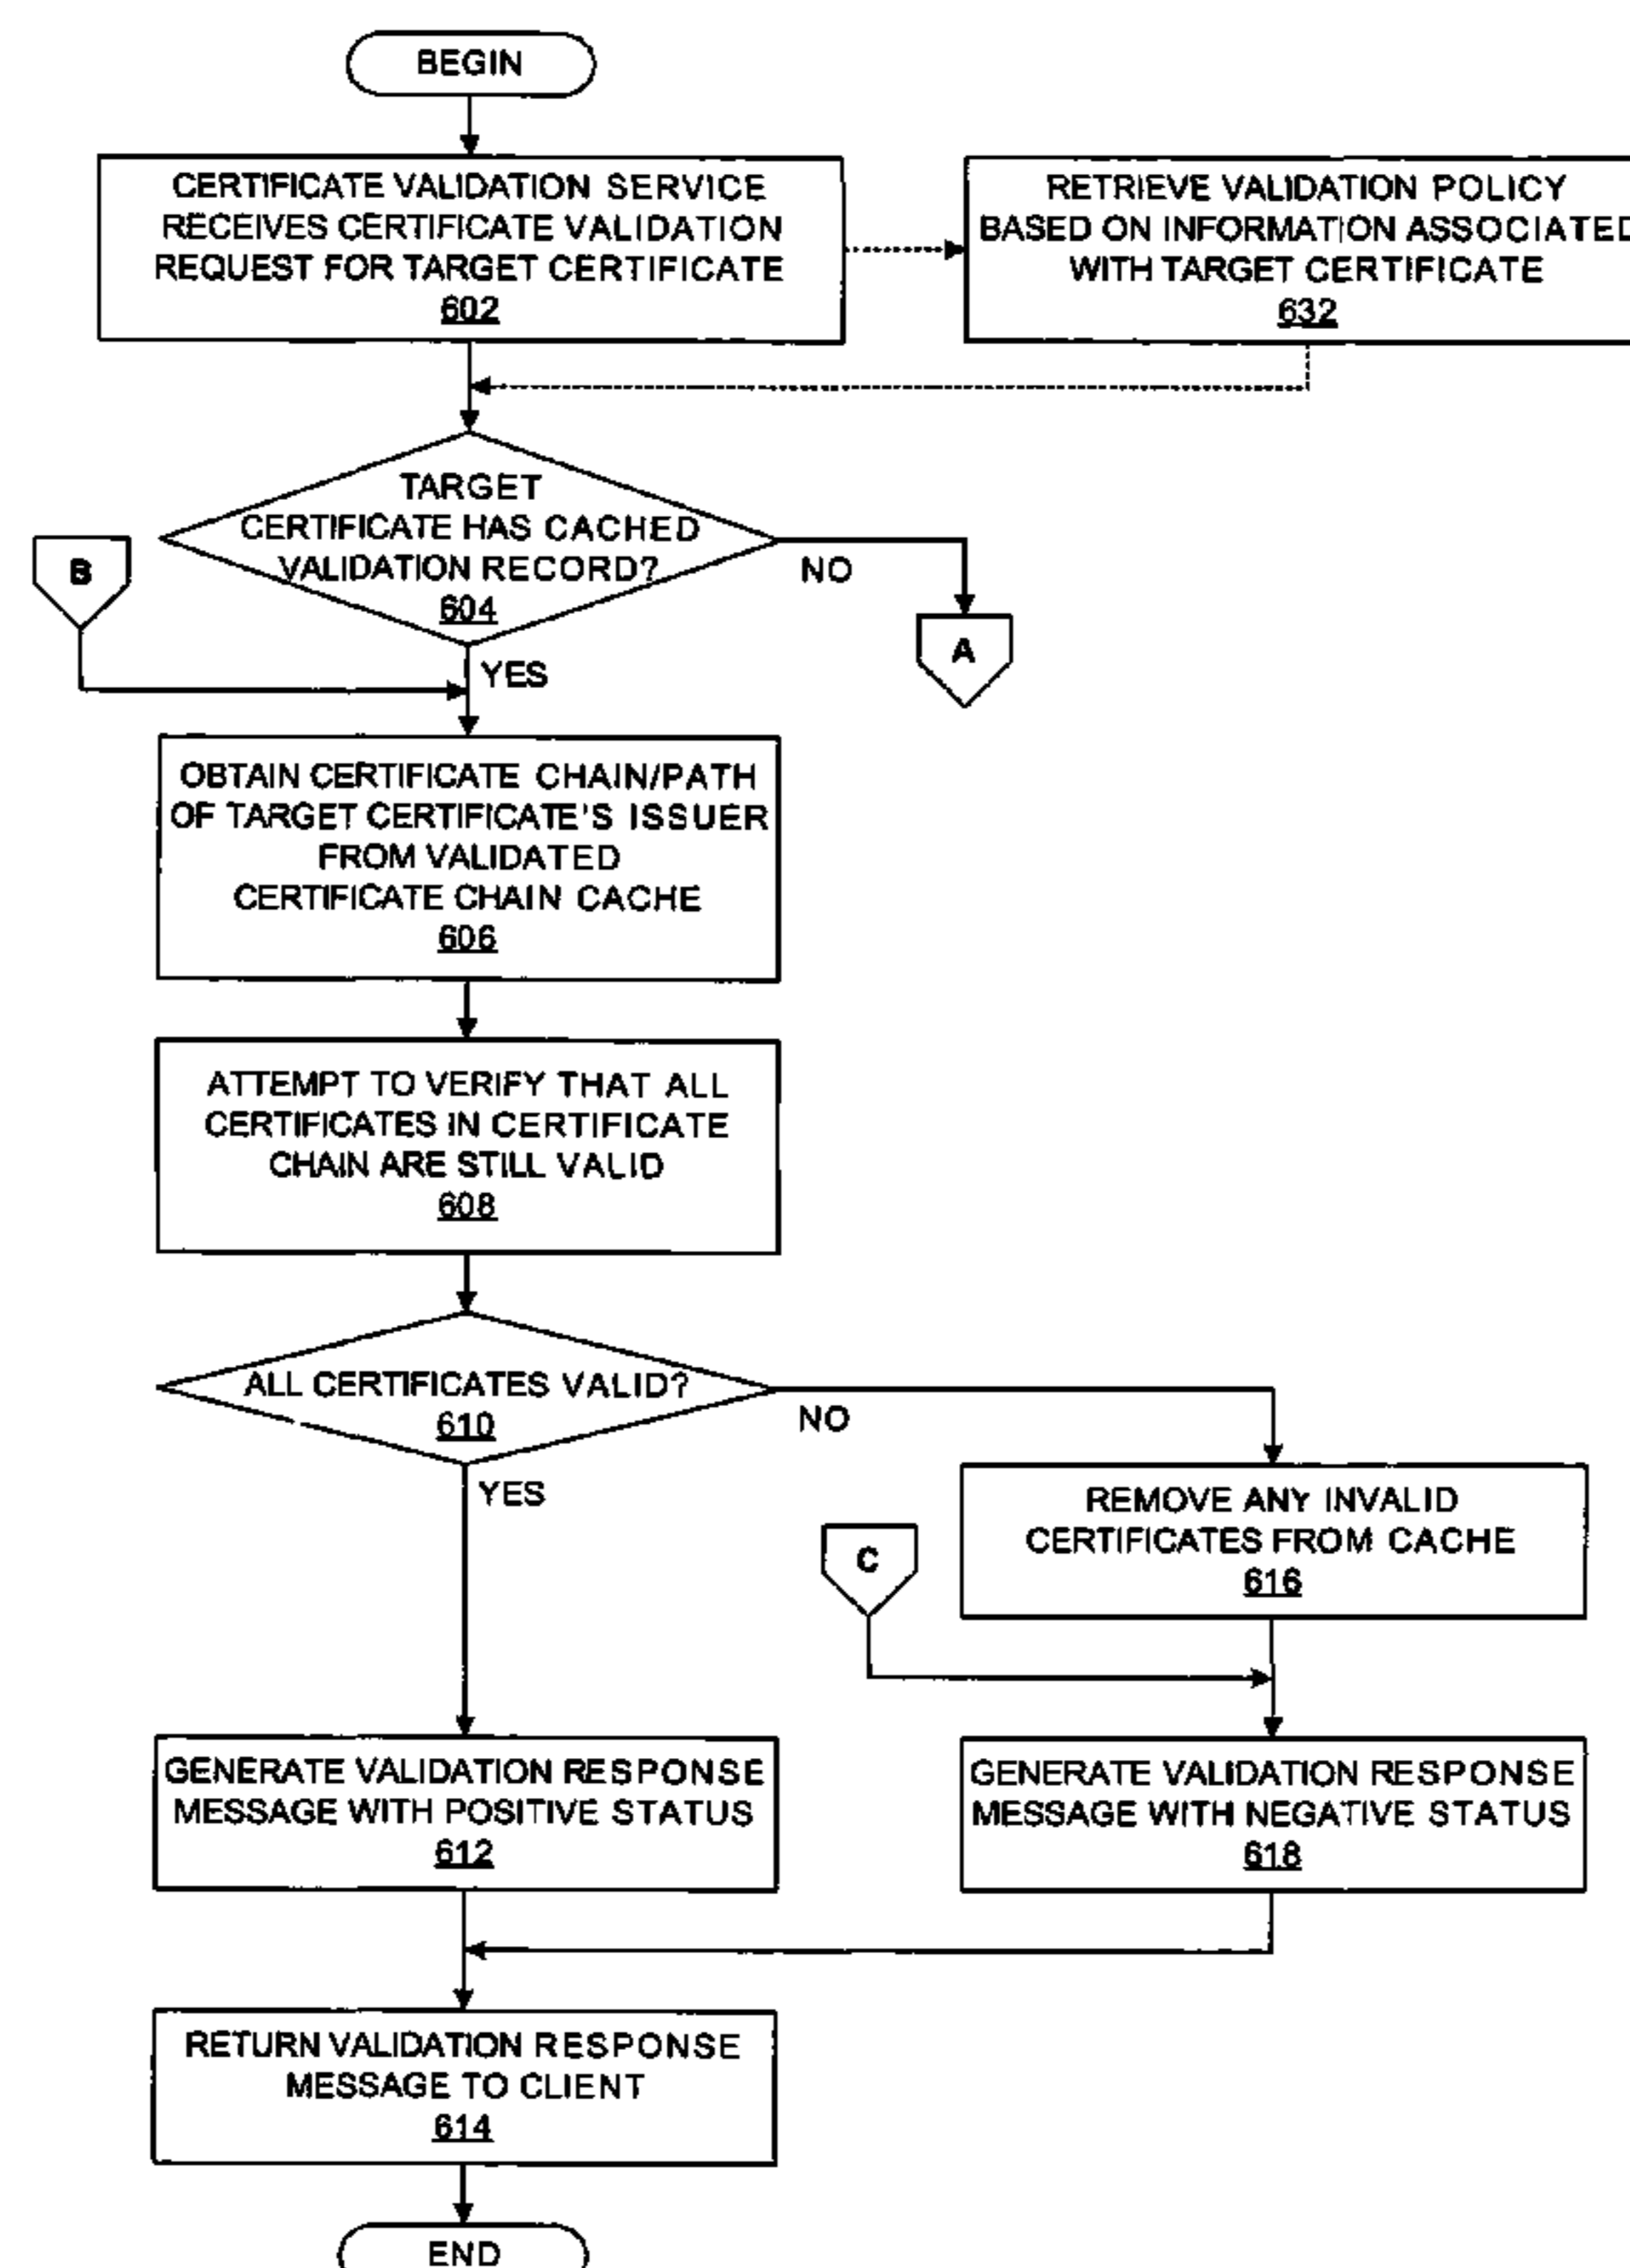 BEGIN
CERTIFICATE VALIDATION SERVICE
RECEIVES CERTIFICATE VALIDATION
REQUEST FOR TARGET CERTIFICATE
602
RETRIEVE VALIDATION POLICY
BASED ON INFORMATION ASSOCIATED
WITH TARGET CERTIFICATE
632
TARGET
CERTIFICATE HAS CACHED
VALIDATION RECORD?
604
B
NO
A
YES
OBTAIN CERTIFICATE CHAIN/PATH
OF TARGET CERTIFICATE'S ISSUER
FROM VALIDATED
CERTIFICATE CHAIN CACHE
606
ATTEMPT TO VERIFY THAT ALL
CERTIFICATES IN CERTIFICATE
CHAIN ARE STILL VALID
608
ALL CERTIFICATES VALID?
610
NO
YES
REMOVE ANY INVALID
CERTIFICATES FROM CACHE
616
C
GENERATE VALIDATION RESPONSE
MESSAGE WITH POSITIVE STATUS
612
GENERATE VALIDATION RESPONSE
MESSAGE WITH NEGATIVE STATUS
618
RETURN VALIDATION RESPONSE
MESSAGE TO CLIENT
614
END